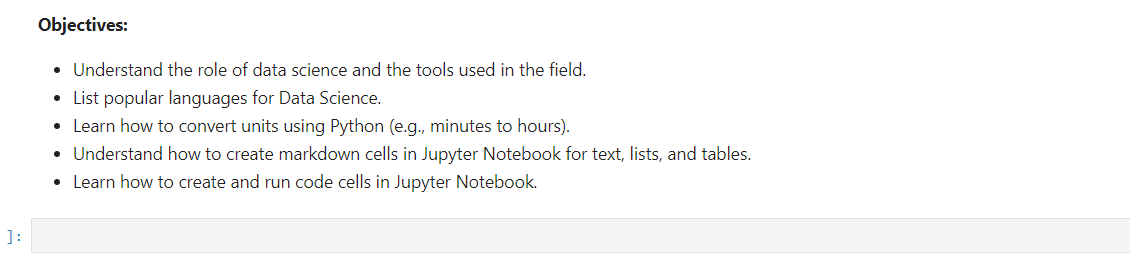 Objectives:
Understand the role of data science and the tools used in the field.
List popular languages for Data Science.
Learn how to convert units using Python (e.g., minutes to hours).
Understand how to create markdown cells in Jupyter Notebook for text, lists, and tables.
Learn how to create and run code cells in Jupyter Notebook.
]: